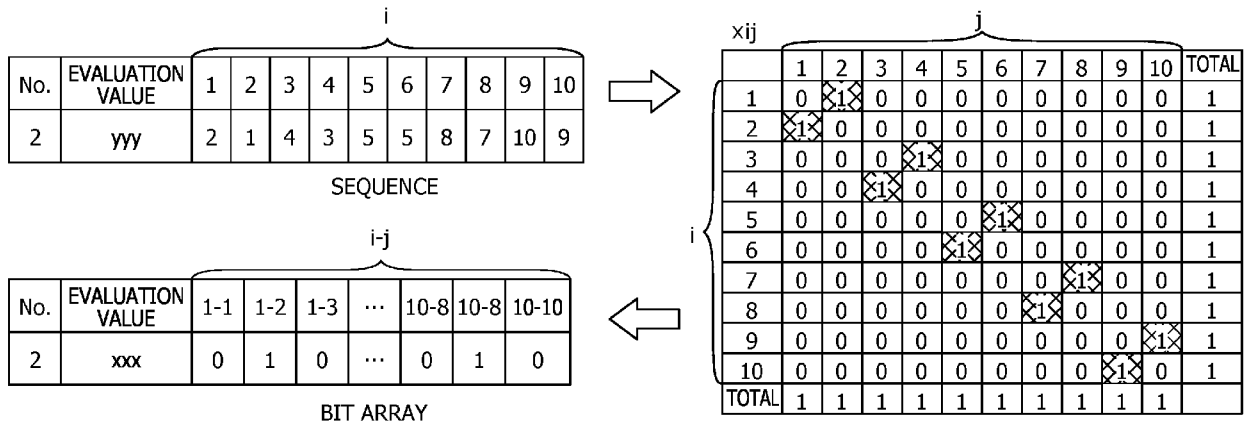 i
No. EVALUATION VALUE 1 2 3 4 5 6 7 8 9 10
2 yyy 2 1 4 3 5 5 8 7 10 9
SEQUENCE
i-j
No. EVALUATION VALUE 1-1 1-2 1-3 ⋯ 10-8 10-8 10-10
2 xxx 0 1 0 ⋯ 0 1 0
BIT ARRAY
xij
j
1 2 3 4 5 6 7 8 9 10 TOTAL
1 0 1 0 0 0 0 0 0 0 0 1
2 1 0 0 0 0 0 0 0 0 0 1
3 0 0 0 1 0 0 0 0 0 0 1
4 0 0 1 0 0 0 0 0 0 0 1
i
5 0 0 0 0 0 1 0 0 0 0 1
6 0 0 0 0 1 0 0 0 0 0 1
7 0 0 0 0 0 0 0 1 0 0 1
8 0 0 0 0 0 0 1 0 0 0 1
9 0 0 0 0 0 0 0 0 0 1 1
10 0 0 0 0 0 0 0 0 1 0 1
TOTAL 1 1 1 1 1 1 1 1 1 1